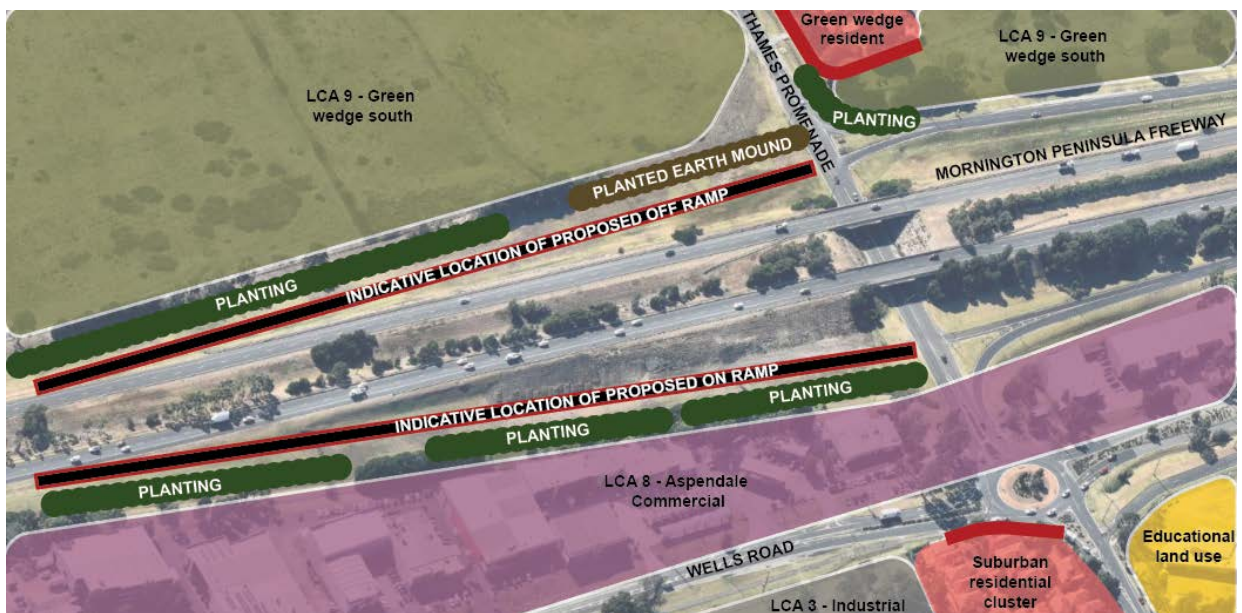 Green wedge
resident
LCA 9 - Green
wedge south
THAMES PROMENADE
LCA 9 - Green
wedge south
PLANTING
MORNINGTON PENINSULA FREEWAY
PLANTED EARTH MOUND
INDICATIVE LOCATION OF PROPOSED OFF RAMP
PLANTING
INDICATIVE LOCATION OF PROPOSED ON RAMP
PLANTING
PLANTING
PLANTING
LCA 8 - Aspendale
Commercial
WELLS ROAD
Educational
land use
Suburban
residential
cluster
LCA 3 - Industrial